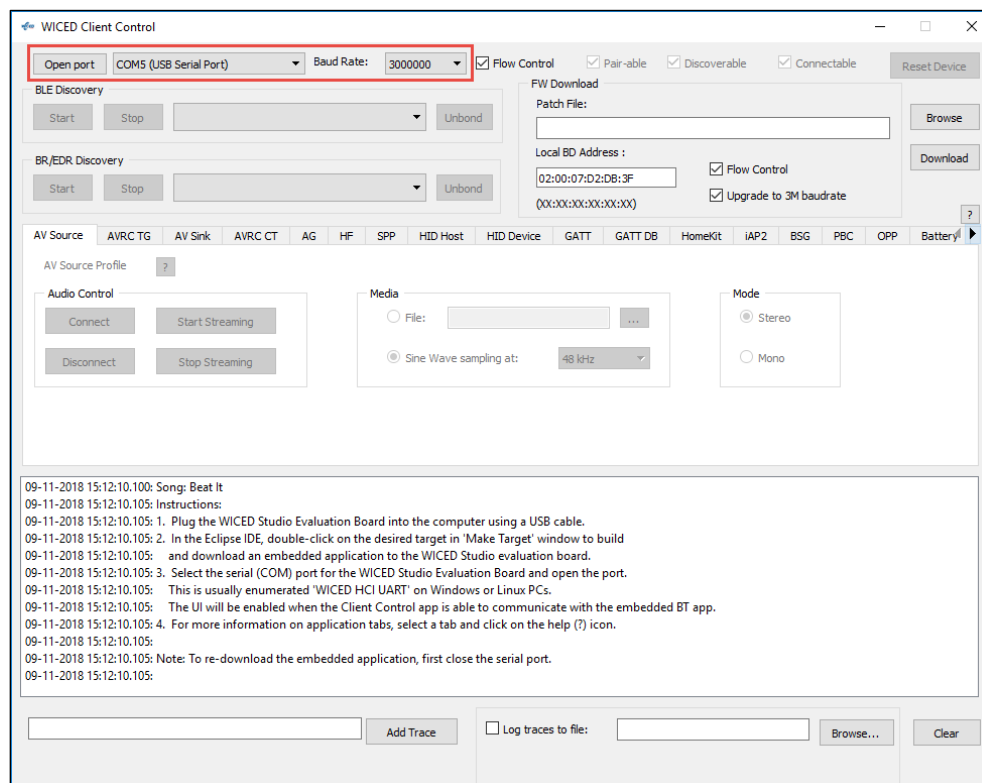 WICED Client Control
Open port COM5 (USB Serial Port) Baud Rate: 3000000 Flow Control Pair-able Discoverable Connectable Reset Device
BLE Discovery
Start Stop Unbond
BR/EDR Discovery
Start Stop Unbond
FW Download
Patch File:
Browse
Local BD Address :
Flow Control
Download
02:00:07:D2:DB:3F
Upgrade to 3M baudrate
(XX:XX:XX:XX:XX:XX)
?
AV Source AVRC TG AV Sink AVRC CT AG HF SPP HID Host HID Device GATT GATT DB HomeKit iAP2 BSG PBC OPP Battery
AV Source Profile ?
Audio Control
Connect Start Streaming
Disconnect Stop Streaming
Media
File: ...
Sine Wave sampling at: 48 kHz
Mode
Stereo
Mono
09-11-2018 15:12:10.100: Song: Beat It
09-11-2018 15:12:10.105: Instructions:
09-11-2018 15:12:10.105: 1. Plug the WICED Studio Evaluation Board into the computer using a USB cable.
09-11-2018 15:12:10.105: 2. In the Eclipse IDE, double-click on the desired target in 'Make Target' window to build
09-11-2018 15:12:10.105: and download an embedded application to the WICED Studio evaluation board.
09-11-2018 15:12:10.105: 3. Select the serial (COM) port for the WICED Studio Evaluation Board and open the port.
09-11-2018 15:12:10.105: This is usually enumerated 'WICED HCI UART' on Windows or Linux PCs.
09-11-2018 15:12:10.105: The UI will be enabled when the Client Control app is able to communicate with the embedded BT app.
09-11-2018 15:12:10.105: 4. For more information on application tabs, select a tab and click on the help (?) icon.
09-11-2018 15:12:10.105:
09-11-2018 15:12:10.105: Note: To re-download the embedded application, first close the serial port.
09-11-2018 15:12:10.105:
Add Trace Log traces to file: Browse... Clear